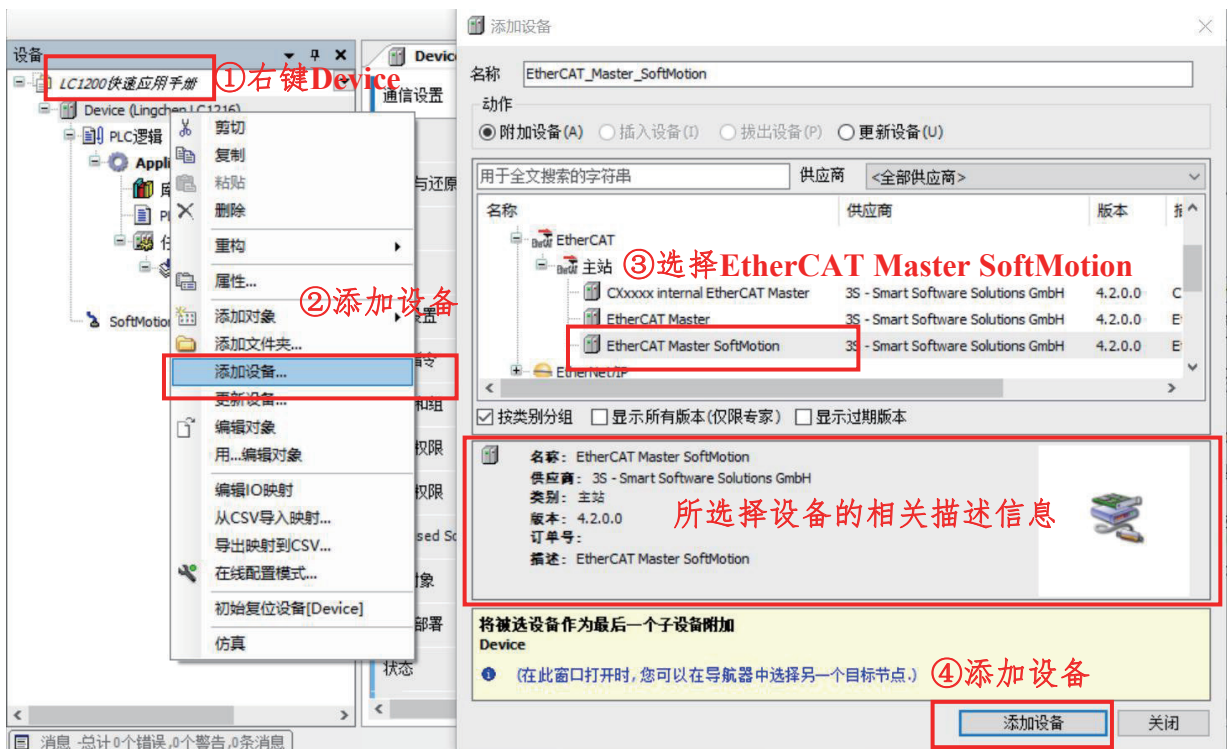 设备
LC1200快速应用手册
①右键Device
Device (Lingchen LC1216)
PLC逻辑
Appli
库
PL
任
SoftMotion
剪切
复制
粘贴
删除
重构
属性...
②添加设备
添加对象
添加文件夹...
添加设备...
更新设备...
编辑对象
用...编辑对象
编辑IO映射
从CSV导入映射...
导出映射到CSV...
在线配置模式...
初始复位设备[Device]
仿真
Device
通信设置
与还原
设置
指令
和组
权限
权限
sed Sc
对象
部署
状态
消息 -总计0个错误,0个警告,0条消息
添加设备
名称 EtherCAT_Master_SoftMotion
动作
附加设备(A) 插入设备(I) 拔出设备(P) 更新设备(U)
用于全文搜索的字符串 供应商 <全部供应商>
名称 供应商 版本 描
EtherCAT
主站 ③选择EtherCAT Master SoftMotion
CXxxxx internal EtherCAT Master 3S - Smart Software Solutions GmbH 4.2.0.0 C
EtherCAT Master 3S - Smart Software Solutions GmbH 4.2.0.0 E
EtherCAT Master SoftMotion 3S - Smart Software Solutions GmbH 4.2.0.0 E
EtherNet/IP
按类别分组 显示所有版本(仅限专家) 显示过期版本
名称: EtherCAT Master SoftMotion
供应商: 3S - Smart Software Solutions GmbH
类别: 主站
版本: 4.2.0.0
所选择设备的相关描述信息
订单号:
描述: EtherCAT Master SoftMotion
将被选设备作为最后一个子设备附加
Device
(在此窗口打开时,您可以在导航器中选择另一个目标节点.)
④添加设备
添加设备 关闭